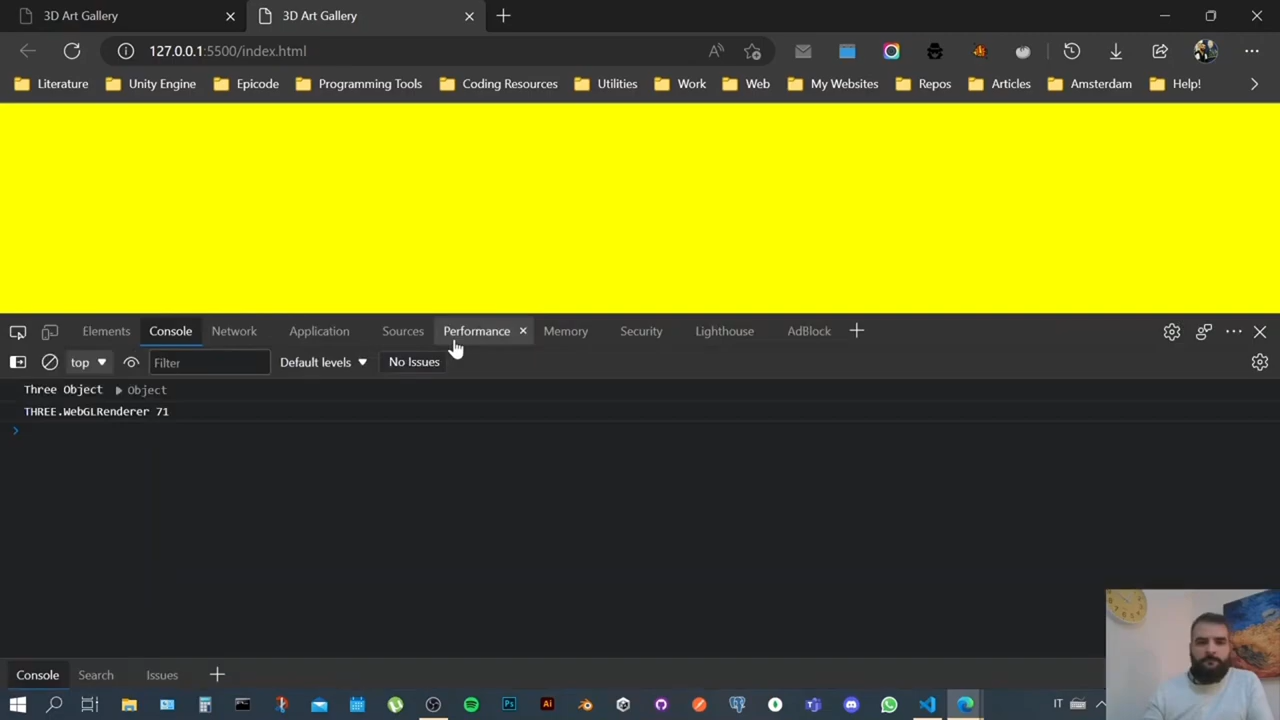 3D Art Gallery
3D Art Gallery
127.0.0.1:5500/index.html
Literature
Unity Engine
Epicode
Programming Tools
Coding Resources
Utilities
Work
Web
My Websites
Repos
Articles
Amsterdam
Help!
Elements
Console
Network
Application
Sources
Performance
Memory
Security
Lighthouse
AdBlock
top
Filter
Default levels
No Issues
Three Object Object
THREE.WebGLRenderer 71
Console
Search
Issues
IT